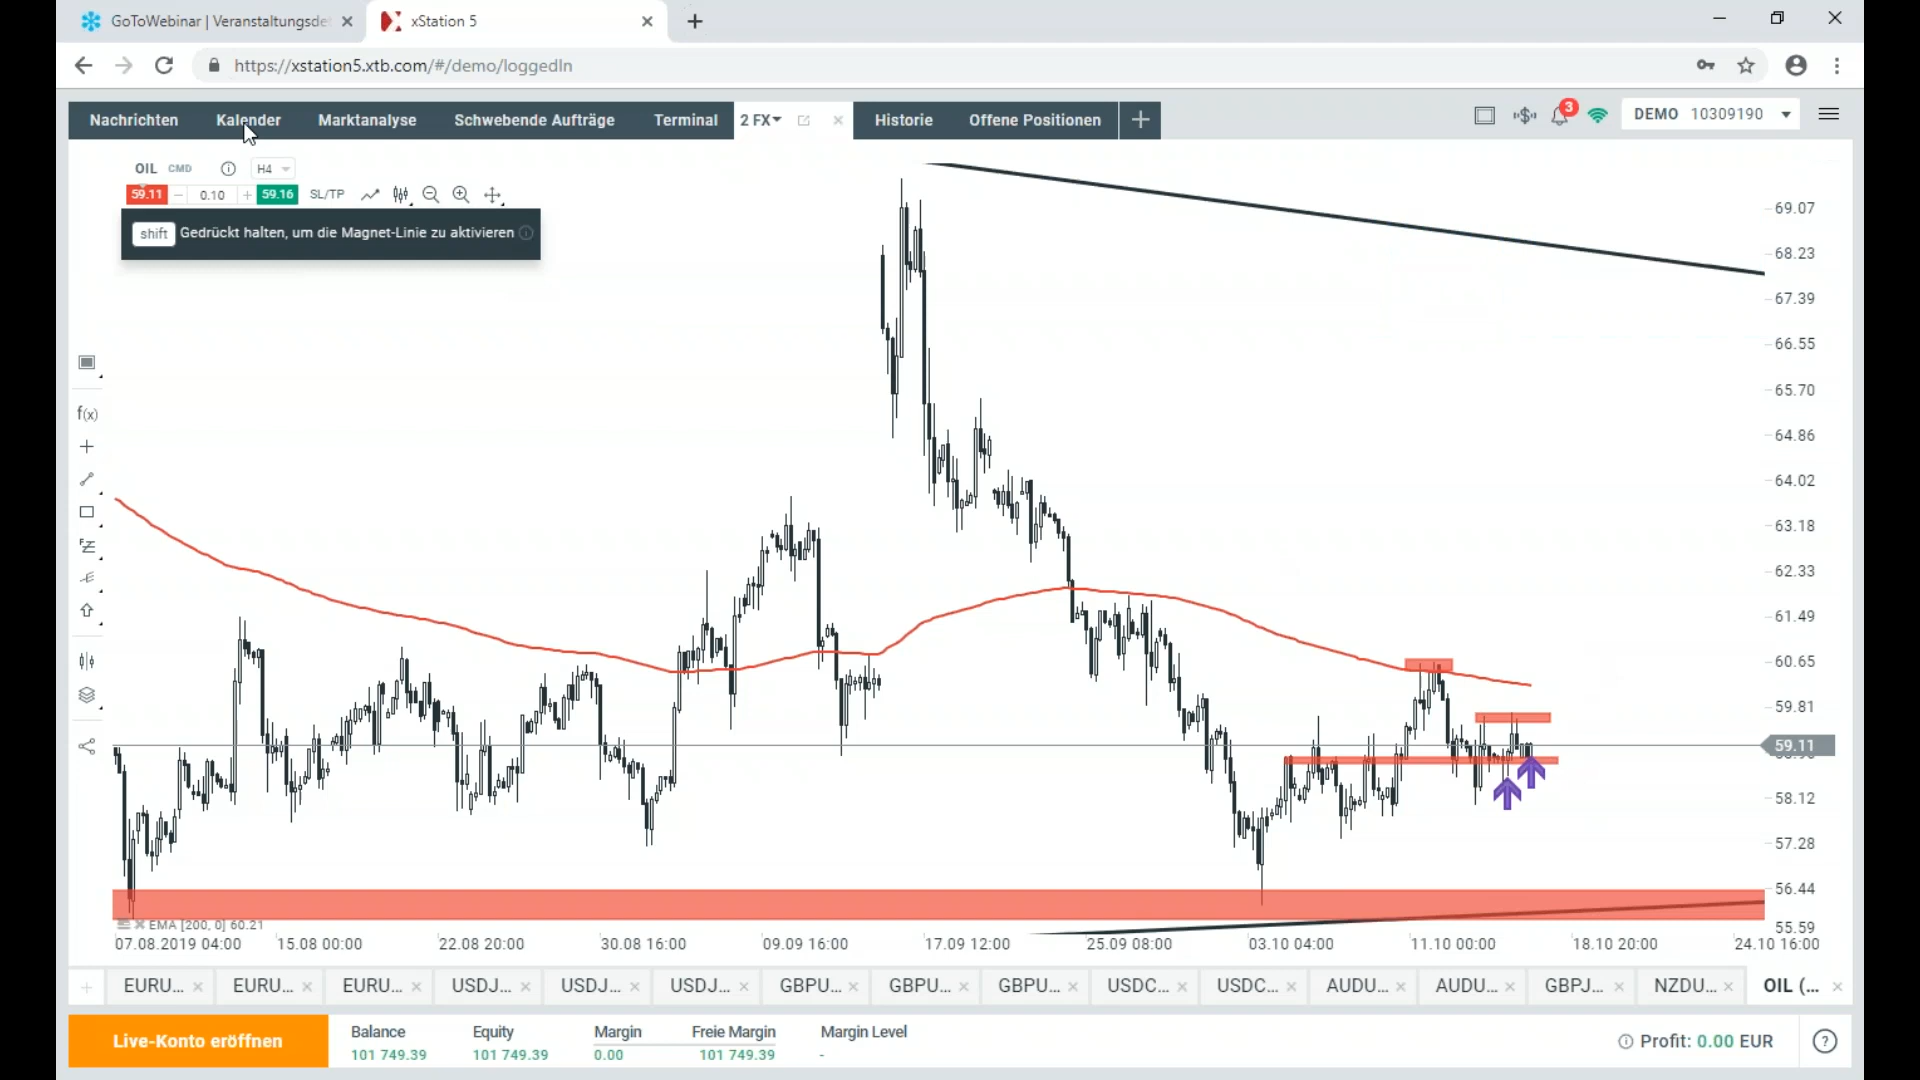 GoToWebinar | Veranstaltungsde
xStation 5
https://xstation5.xtb.com/#/demo/loggedIn
Nachrichten Kalender Marktanalyse Schwebende Aufträge Terminal 2 FX Historie Offene Positionen
3
DEMO 10309190
OIL CMD H4
59.11 0.10 59.16 SL/TP
shift Gedrückt halten, um die Magnet-Linie zu aktivieren
f(x)
69.07
68.23
67.39
66.55
65.70
64.86
64.02
63.18
62.33
61.49
60.65
59.81
59.11
58.12
57.28
56.44
55.59
EMA [200, 0] 60.21
07.08.2019 04:00 15.08 00:00 22.08 20:00 30.08 16:00 09.09 16:00 17.09 12:00 25.09 08:00 03.10 04:00 11.10 00:00 18.10 20:00 24.10 16:00
EURU... EURU... EURU... USDJ... USDJ... USDJ... GBPU... GBPU... GBPU... USDC... USDC... AUDU... AUDU... GBPJ... NZDU... OIL (...
Live-Konto eröffnen
Balance Equity Margin Freie Margin Margin Level
101 749.39 101 749.39 0.00 101 749.39 -
Profit: 0.00 EUR